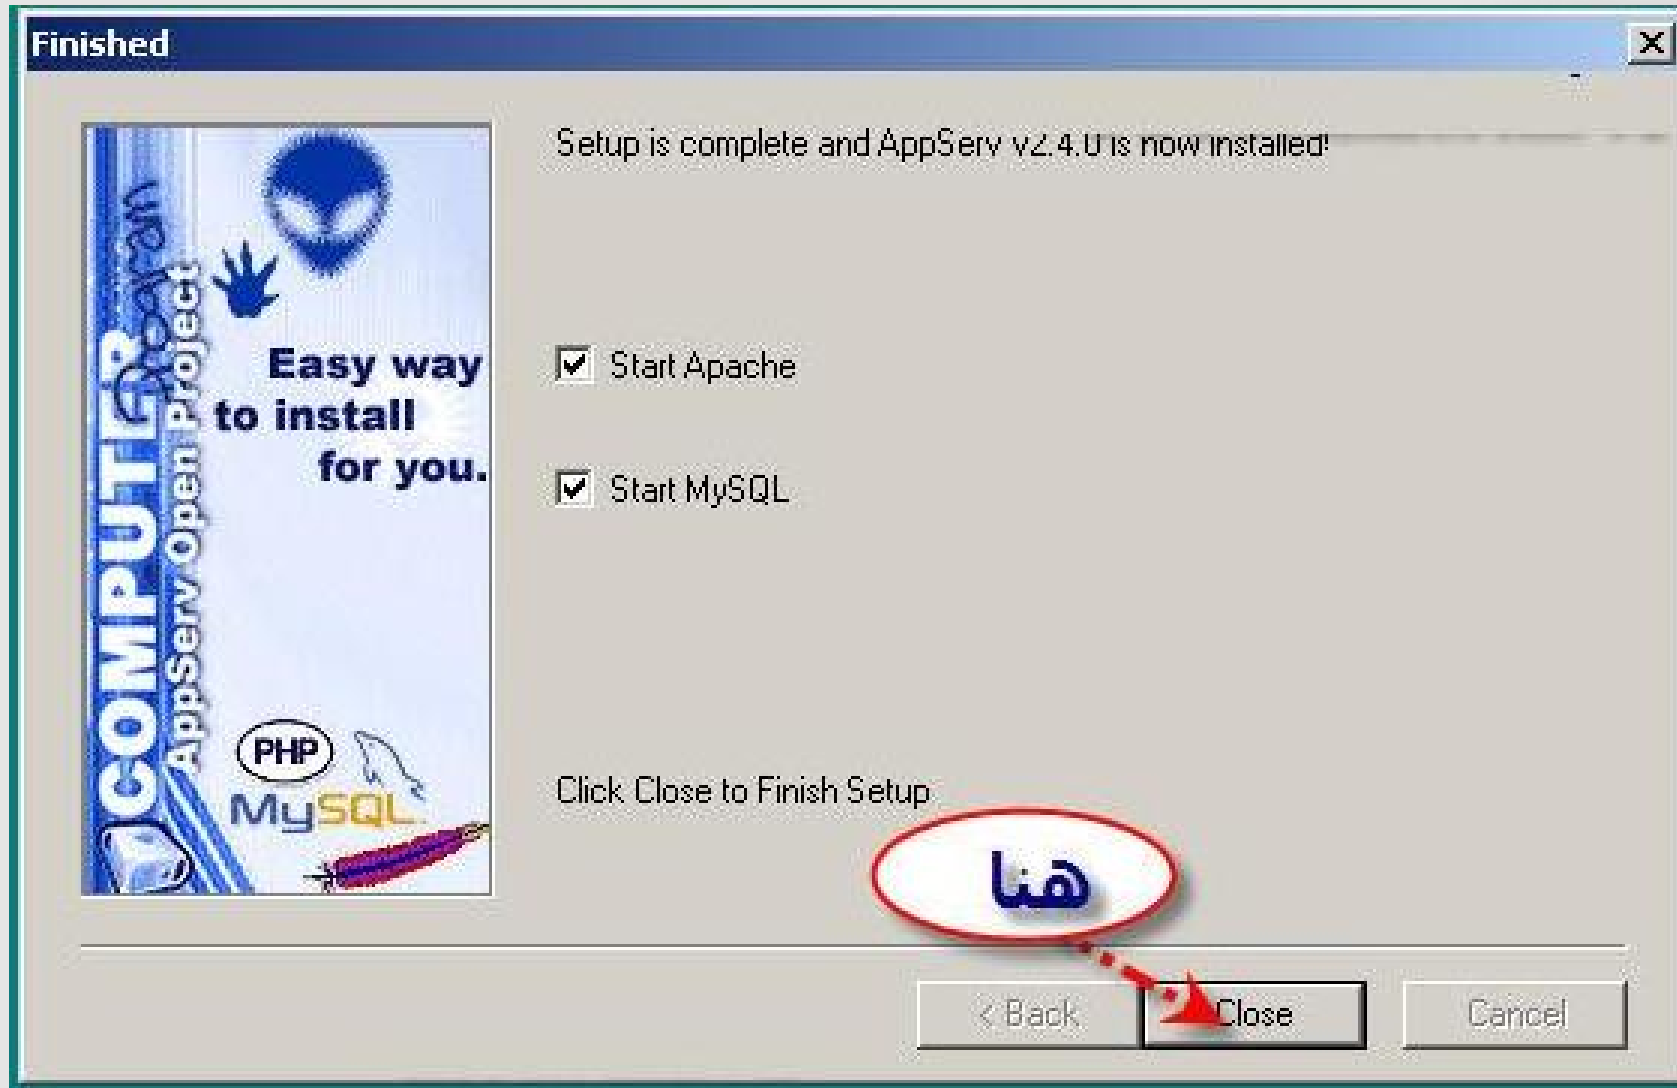 Finished
Setup is complete and AppServ v2.4.0 is now installed!
COMPUTER
Program
AppServ Open Project
Easy way
to install
for you.
Start Apache
Start MySQL
PHP
MySQL
Click Close to Finish Setup
هنا
< Back
Close
Cancel